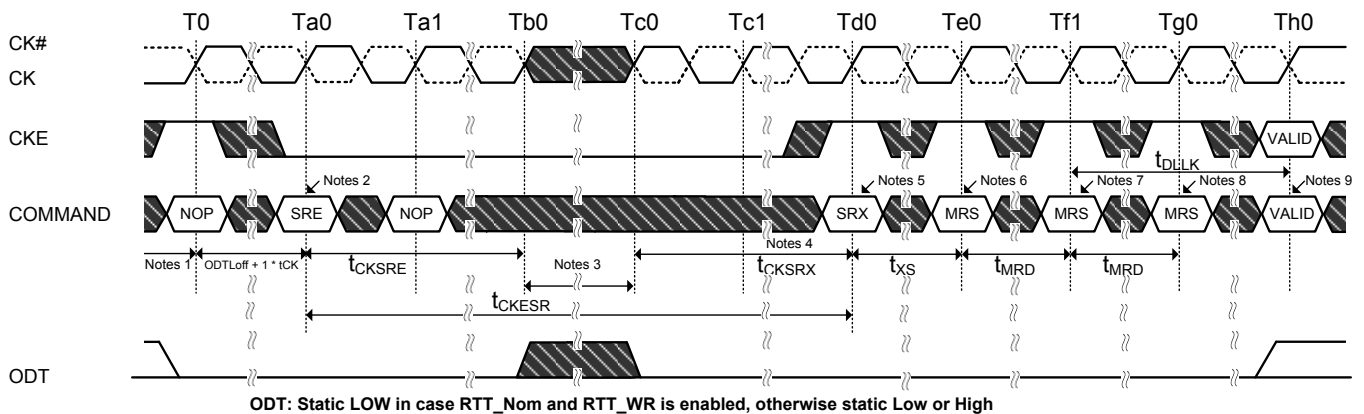 T0 Ta0 Ta1 Tb0 Tc0 Tc1 Td0 Te0 Tf1 Tg0 Th0
CK#
CK
CKE
VALID
tDLLK
Notes 2 Notes 5 Notes 6 Notes 7 Notes 8 Notes 9
COMMAND NOP SRE NOP SRX MRS MRS MRS VALID
Notes 1 ODTLoff + 1 * tCK tCKSRE Notes 3 Notes 4 tCKSRX tXS tMRD tMRD
tCKESR
ODT
ODT: Static LOW in case RTT_Nom and RTT_WR is enabled, otherwise static Low or High